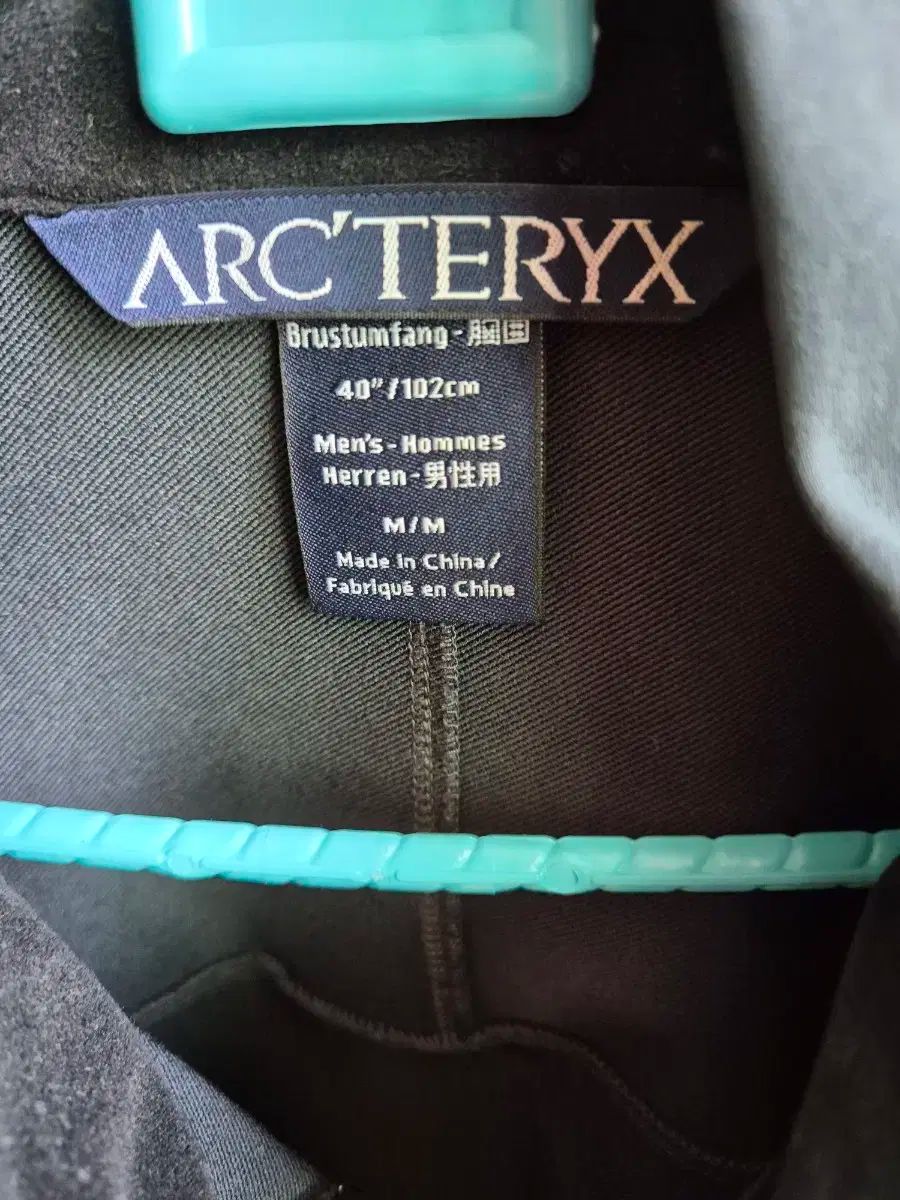 ARC'TERYX
Brustumfang - 胸囲
40"/102cm
Men's - Hommes
Herren - 男性用
M/M
Made in China/
Fabriqué en Chine